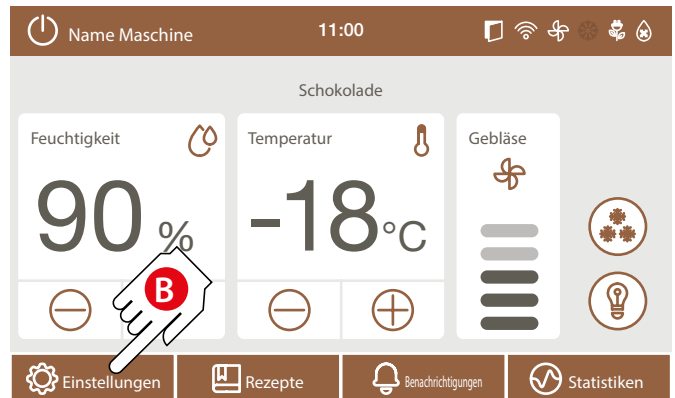 Name Maschine 11:00
Schokolade
Feuchtigkeit Temperatur Gebläse
90 % -18°C
B
Einstellungen Rezepte Benachrichtigungen Statistiken